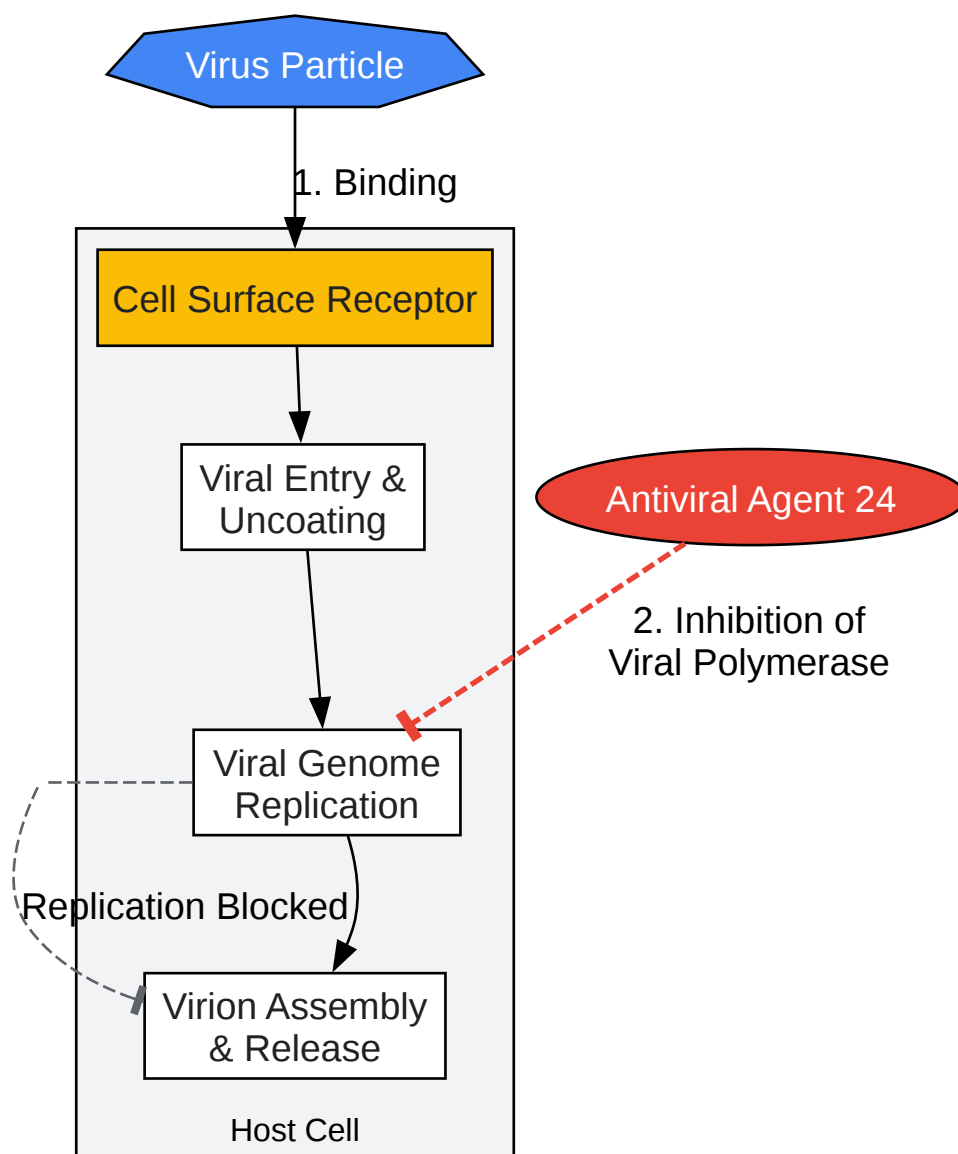 Virus Particle
1. Binding
Cell Surface Receptor
Viral Entry &
Uncoating
Antiviral Agent 24
2. Inhibition of
Viral Polymerase
Viral Genome
Replication
Replication Blocked
Virion Assembly
& Release
Host Cell